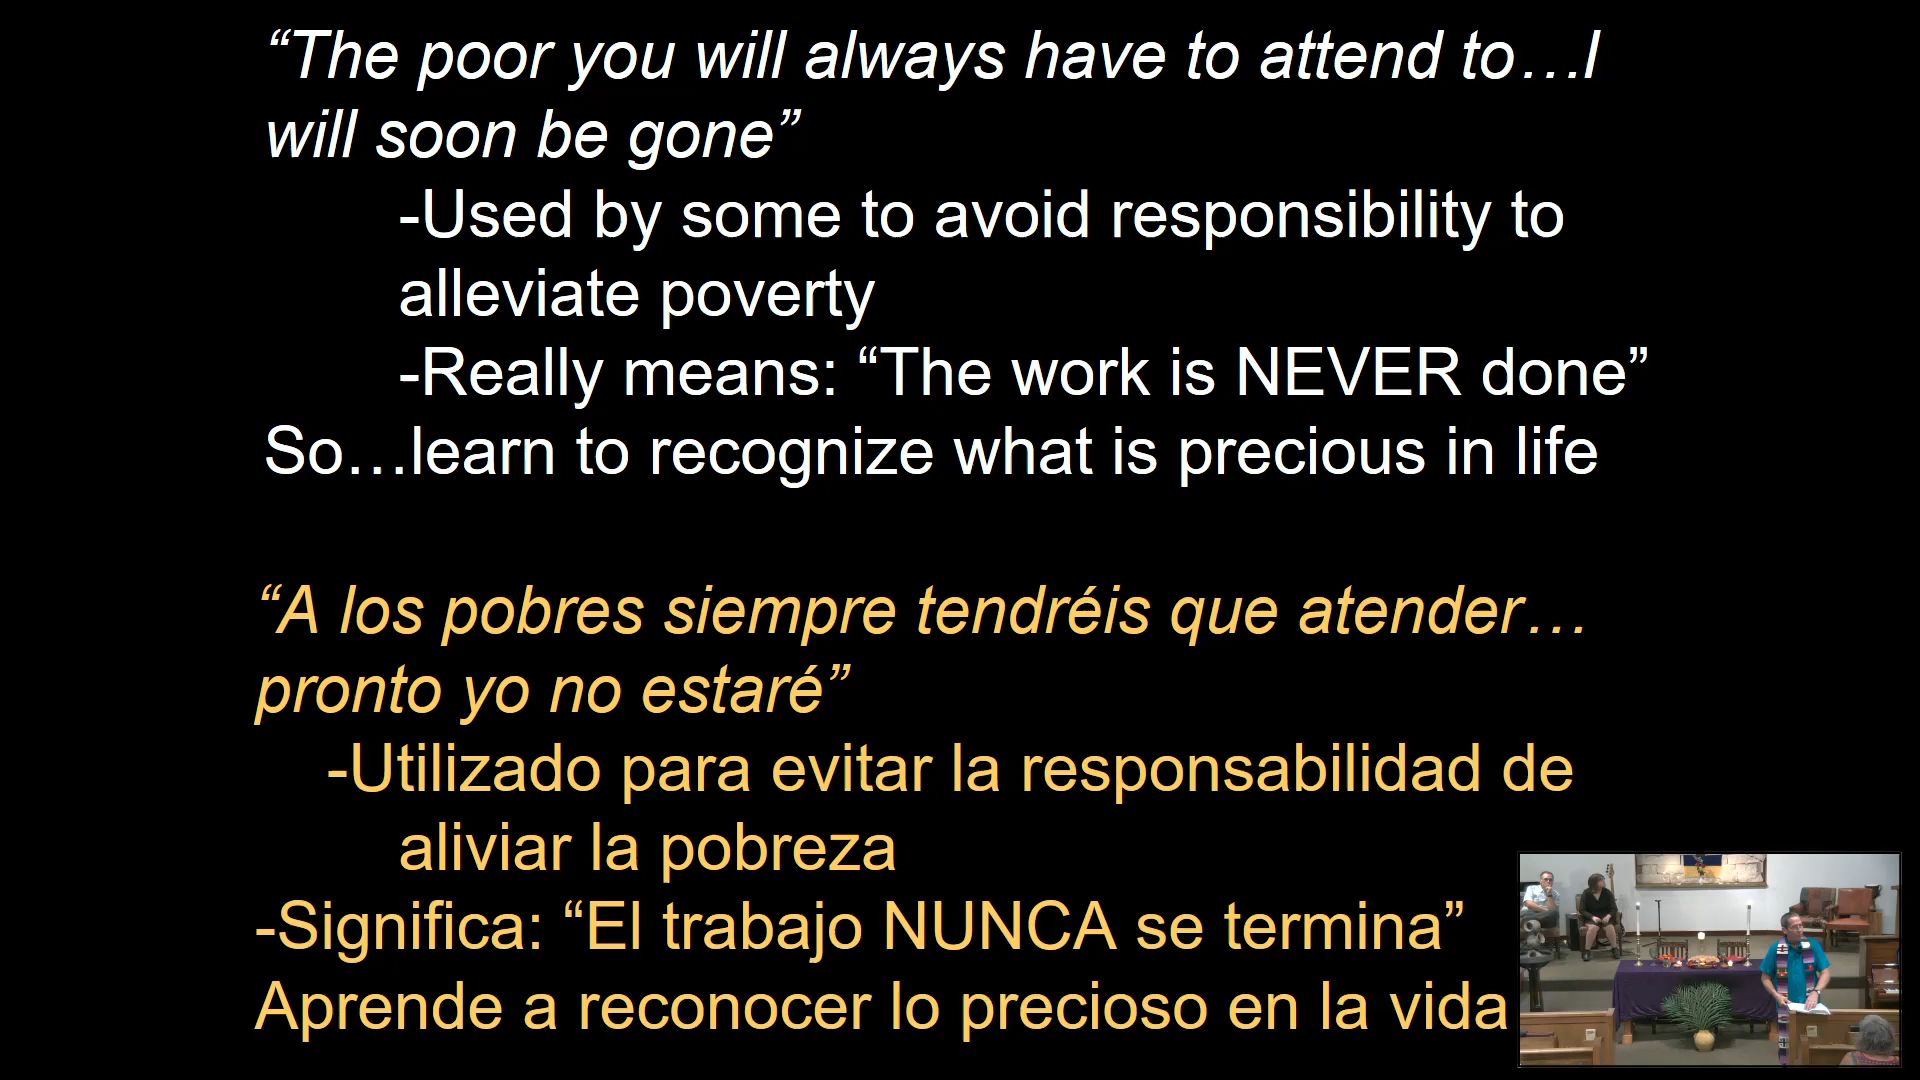 “The poor you will always have to attend to…I
will soon be gone”
-Used by some to avoid responsibility to
alleviate poverty
-Really means: “The work is NEVER done”
So…learn to recognize what is precious in life
“A los pobres siempre tendréis que atender…
pronto yo no estaré”
-Utilizado para evitar la responsabilidad de
aliviar la pobreza
-Significa: “El trabajo NUNCA se termina”
Aprende a reconocer lo precioso en la vida